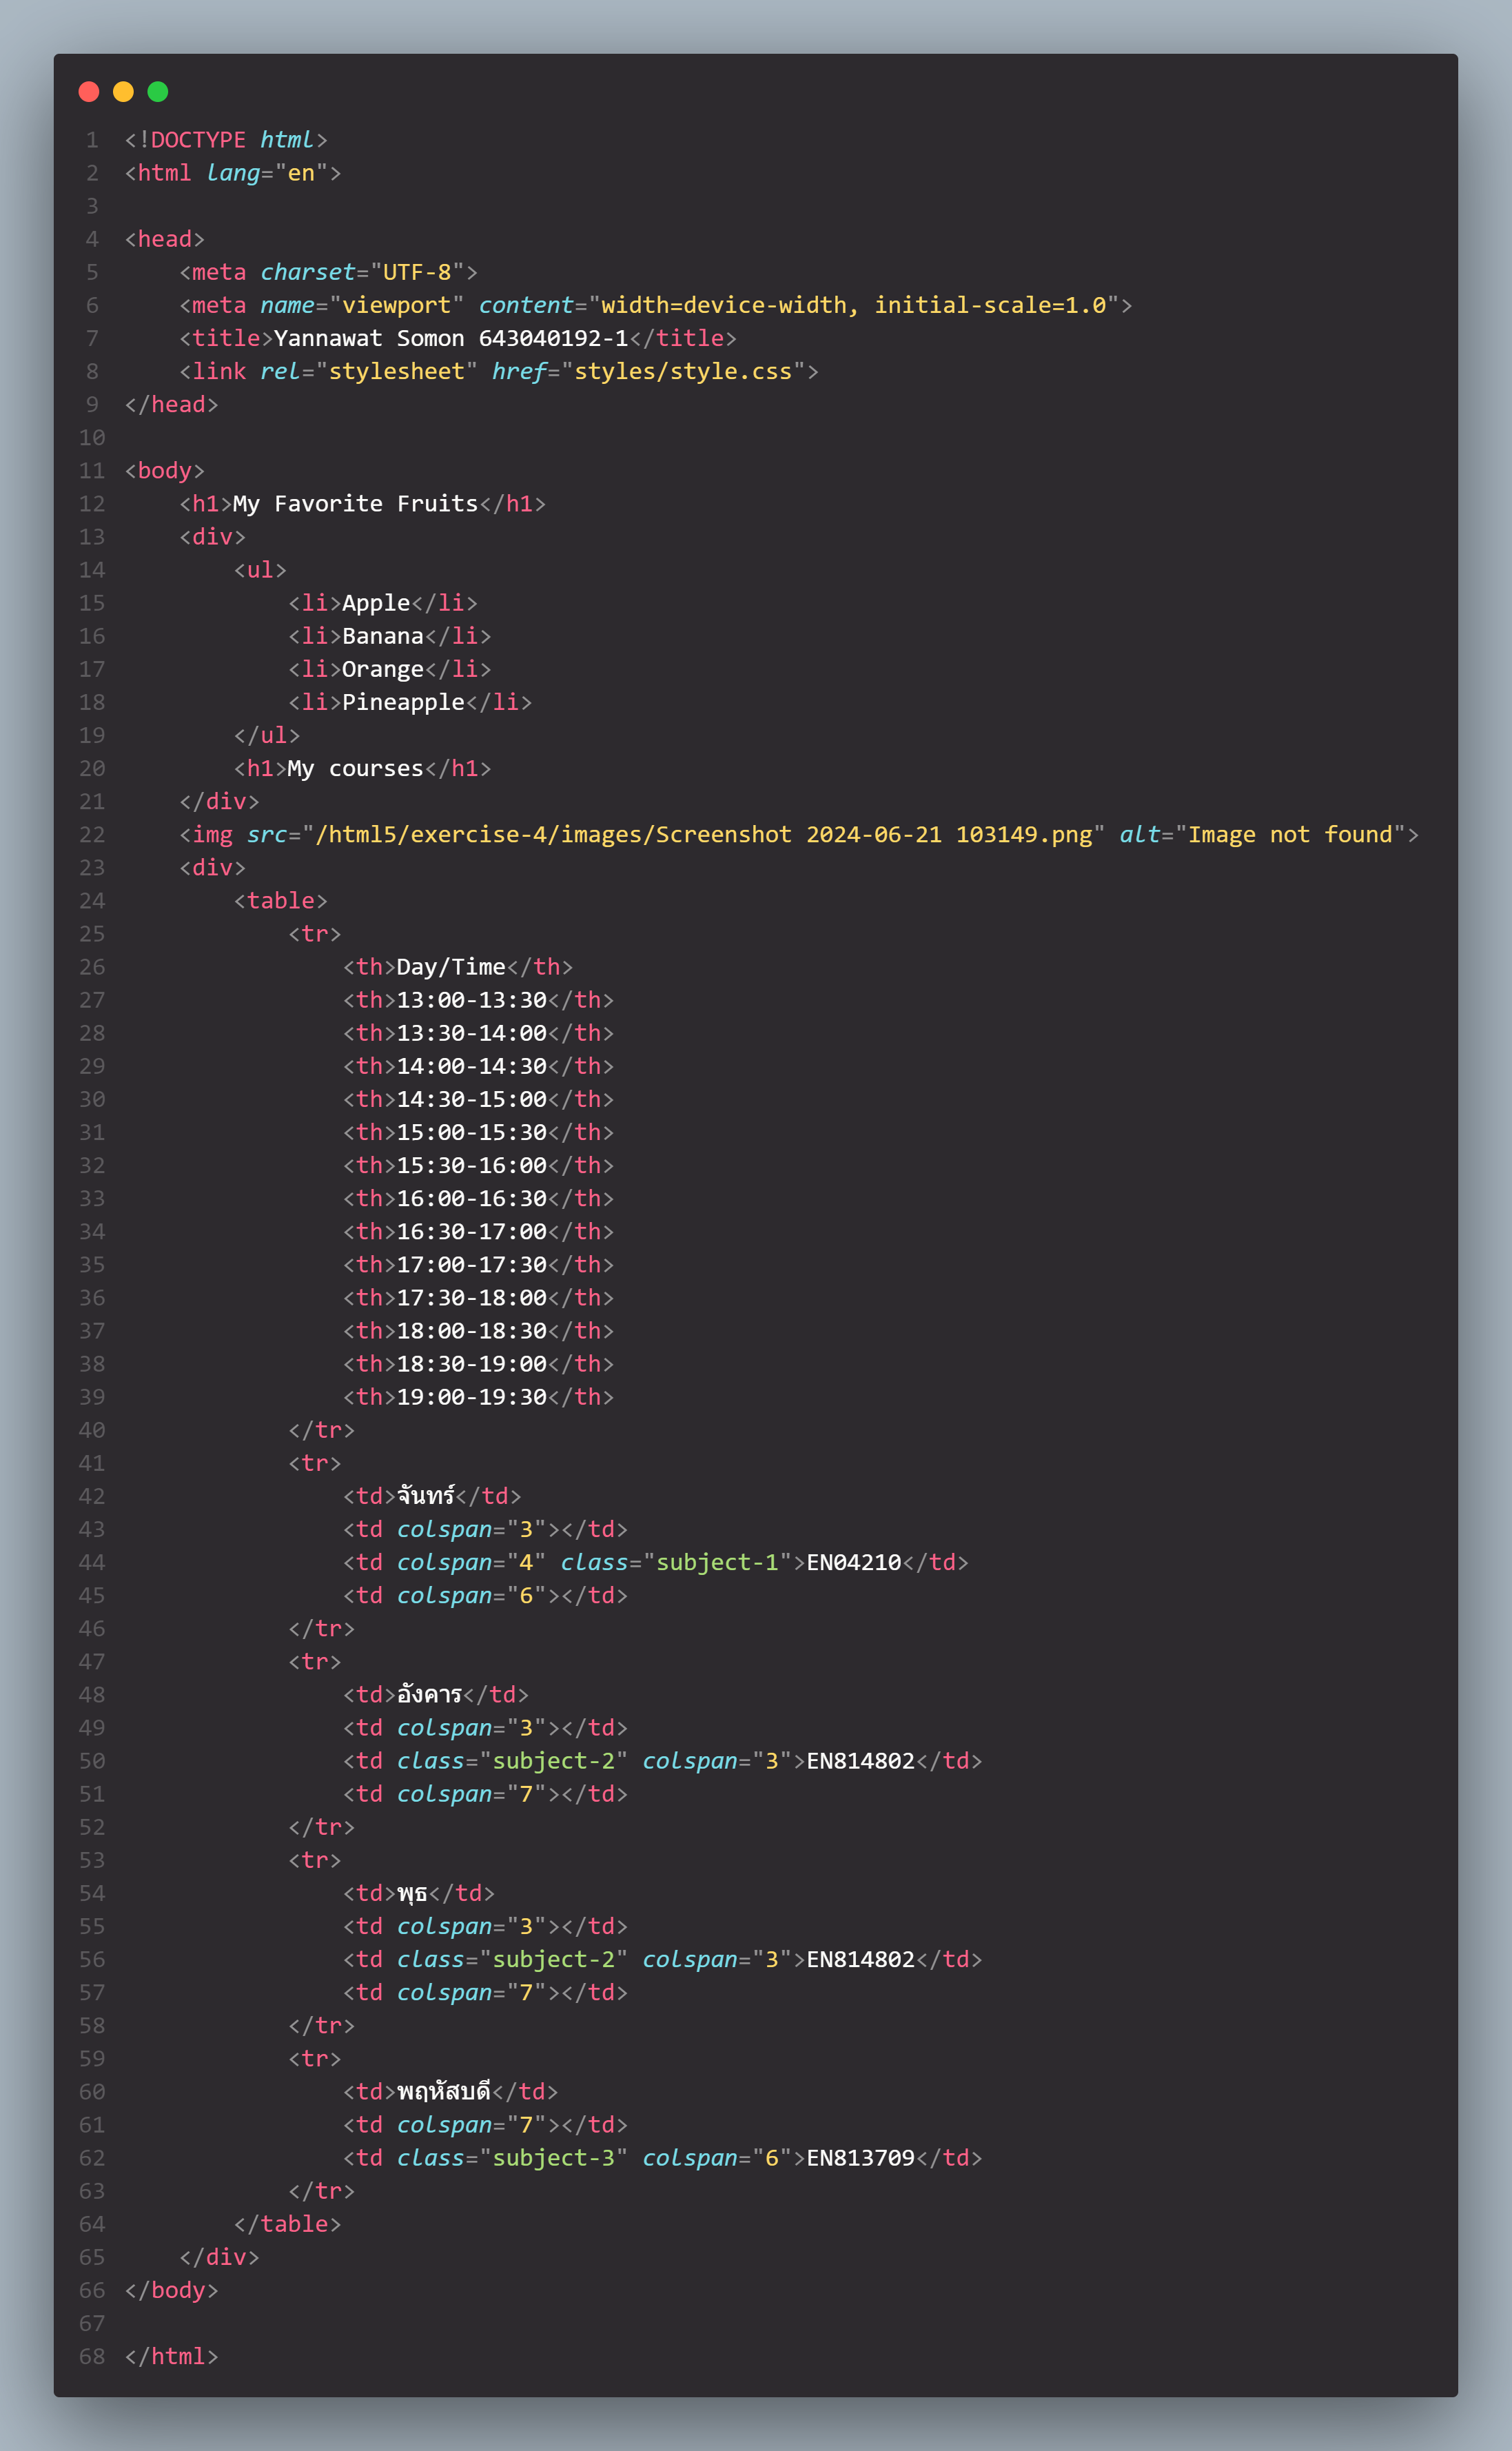 1 <!DOCTYPE html>
2 <html lang="en">
3
4 <head>
5     <meta charset="UTF-8">
6     <meta name="viewport" content="width=device-width, initial-scale=1.0">
7     <title>Yannawat Somon 643040192-1</title>
8     <link rel="stylesheet" href="styles/style.css">
9 </head>
10
11 <body>
12     <h1>My Favorite Fruits</h1>
13     <div>
14         <ul>
15             <li>Apple</li>
16             <li>Banana</li>
17             <li>Orange</li>
18             <li>Pineapple</li>
19         </ul>
20         <h1>My courses</h1>
21     </div>
22     <img src="/html5/exercise-4/images/Screenshot 2024-06-21 103149.png" alt="Image not found">
23     <div>
24         <table>
25             <tr>
26                 <th>Day/Time</th>
27                 <th>13:00-13:30</th>
28                 <th>13:30-14:00</th>
29                 <th>14:00-14:30</th>
30                 <th>14:30-15:00</th>
31                 <th>15:00-15:30</th>
32                 <th>15:30-16:00</th>
33                 <th>16:00-16:30</th>
34                 <th>16:30-17:00</th>
35                 <th>17:00-17:30</th>
36                 <th>17:30-18:00</th>
37                 <th>18:00-18:30</th>
38                 <th>18:30-19:00</th>
39                 <th>19:00-19:30</th>
40             </tr>
41             <tr>
42                 <td>จันทร์</td>
43                 <td colspan="3"></td>
44                 <td colspan="4" class="subject-1">EN04210</td>
45                 <td colspan="6"></td>
46             </tr>
47             <tr>
48                 <td>อังคาร</td>
49                 <td colspan="3"></td>
50                 <td class="subject-2" colspan="3">EN814802</td>
51                 <td colspan="7"></td>
52             </tr>
53             <tr>
54                 <td>พุธ</td>
55                 <td colspan="3"></td>
56                 <td class="subject-2" colspan="3">EN814802</td>
57                 <td colspan="7"></td>
58             </tr>
59             <tr>
60                 <td>พฤหัสบดี</td>
61                 <td colspan="7"></td>
62                 <td class="subject-3" colspan="6">EN813709</td>
63             </tr>
64         </table>
65     </div>
66 </body>
67
68 </html>